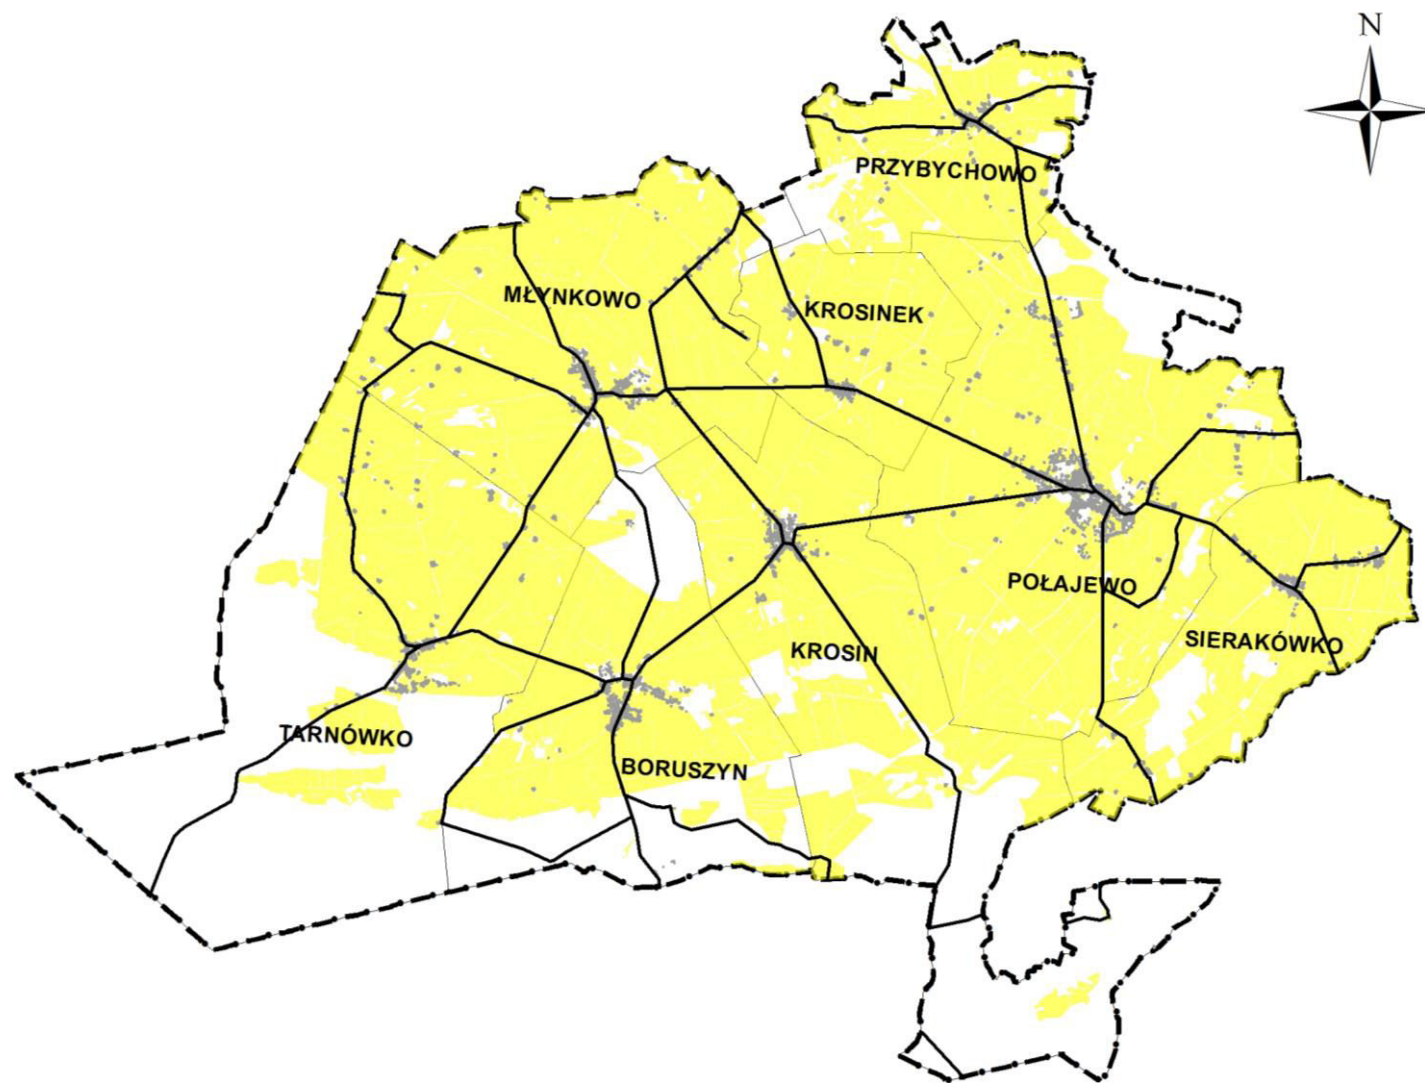 N
PRZYBYCHOWO
MŁYNKOWO
KROSINEK
POŁAJEWO
SIERAKÓWKO
KROSIN
TARNÓWKO
BORUSZYN